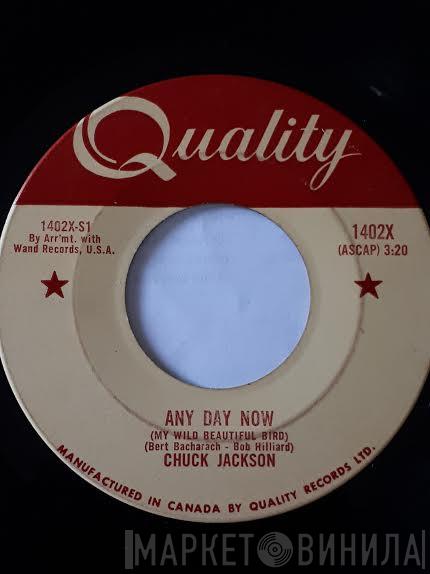 Quality
1402X-S1
By Arr'mt. with
Wand Records, U.S.A.
1402X
(ASCAP) 3:20
ANY DAY NOW
(MY WILD BEAUTIFUL BIRD)
(Bert Bacharach - Bob Hilliard)
CHUCK JACKSON
MANUFACTURED IN CANADA BY QUALITY RECORDS LTD.
МАРКЕТ ВИНИЛА